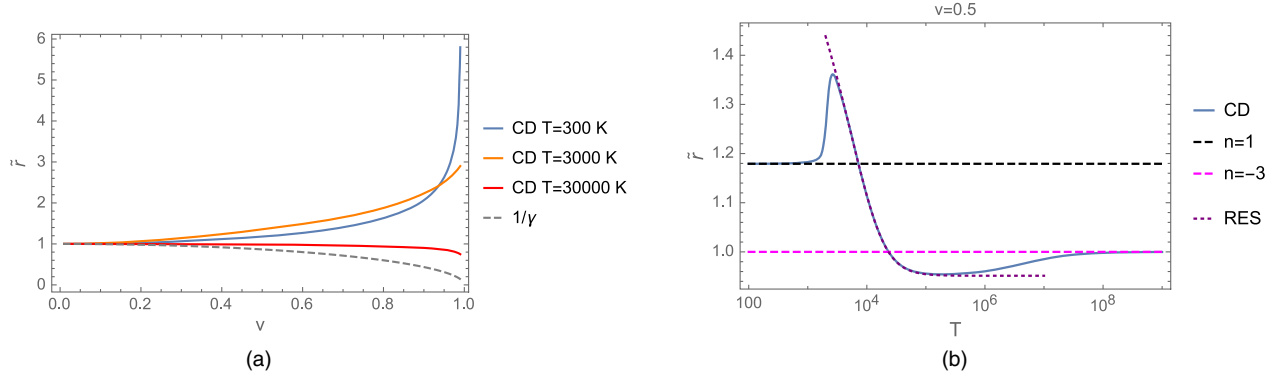 6
5
4
3
2
1
0
r̃
0.0 0.2 0.4 0.6 0.8 1.0
v
CD T=300 K
CD T=3000 K
CD T=30000 K
1/γ
(a)
v=0.5
1.4
1.3
1.2
1.1
1.0
r̃
100 10⁴ 10⁶ 10⁸
T
CD
n=1
n=-3
RES
(b)